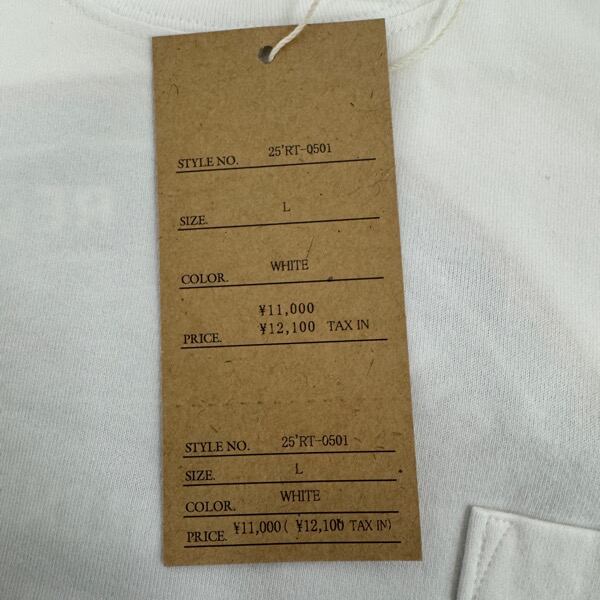 STYLE NO. 25'RT-0501
SIZE. L
COLOR. WHITE
¥11,000
PRICE. ¥12,100 TAX IN
STYLE NO. 25'RT-0501
SIZE. L
COLOR. WHITE
PRICE. ¥11,000( ¥12,100 TAX IN)